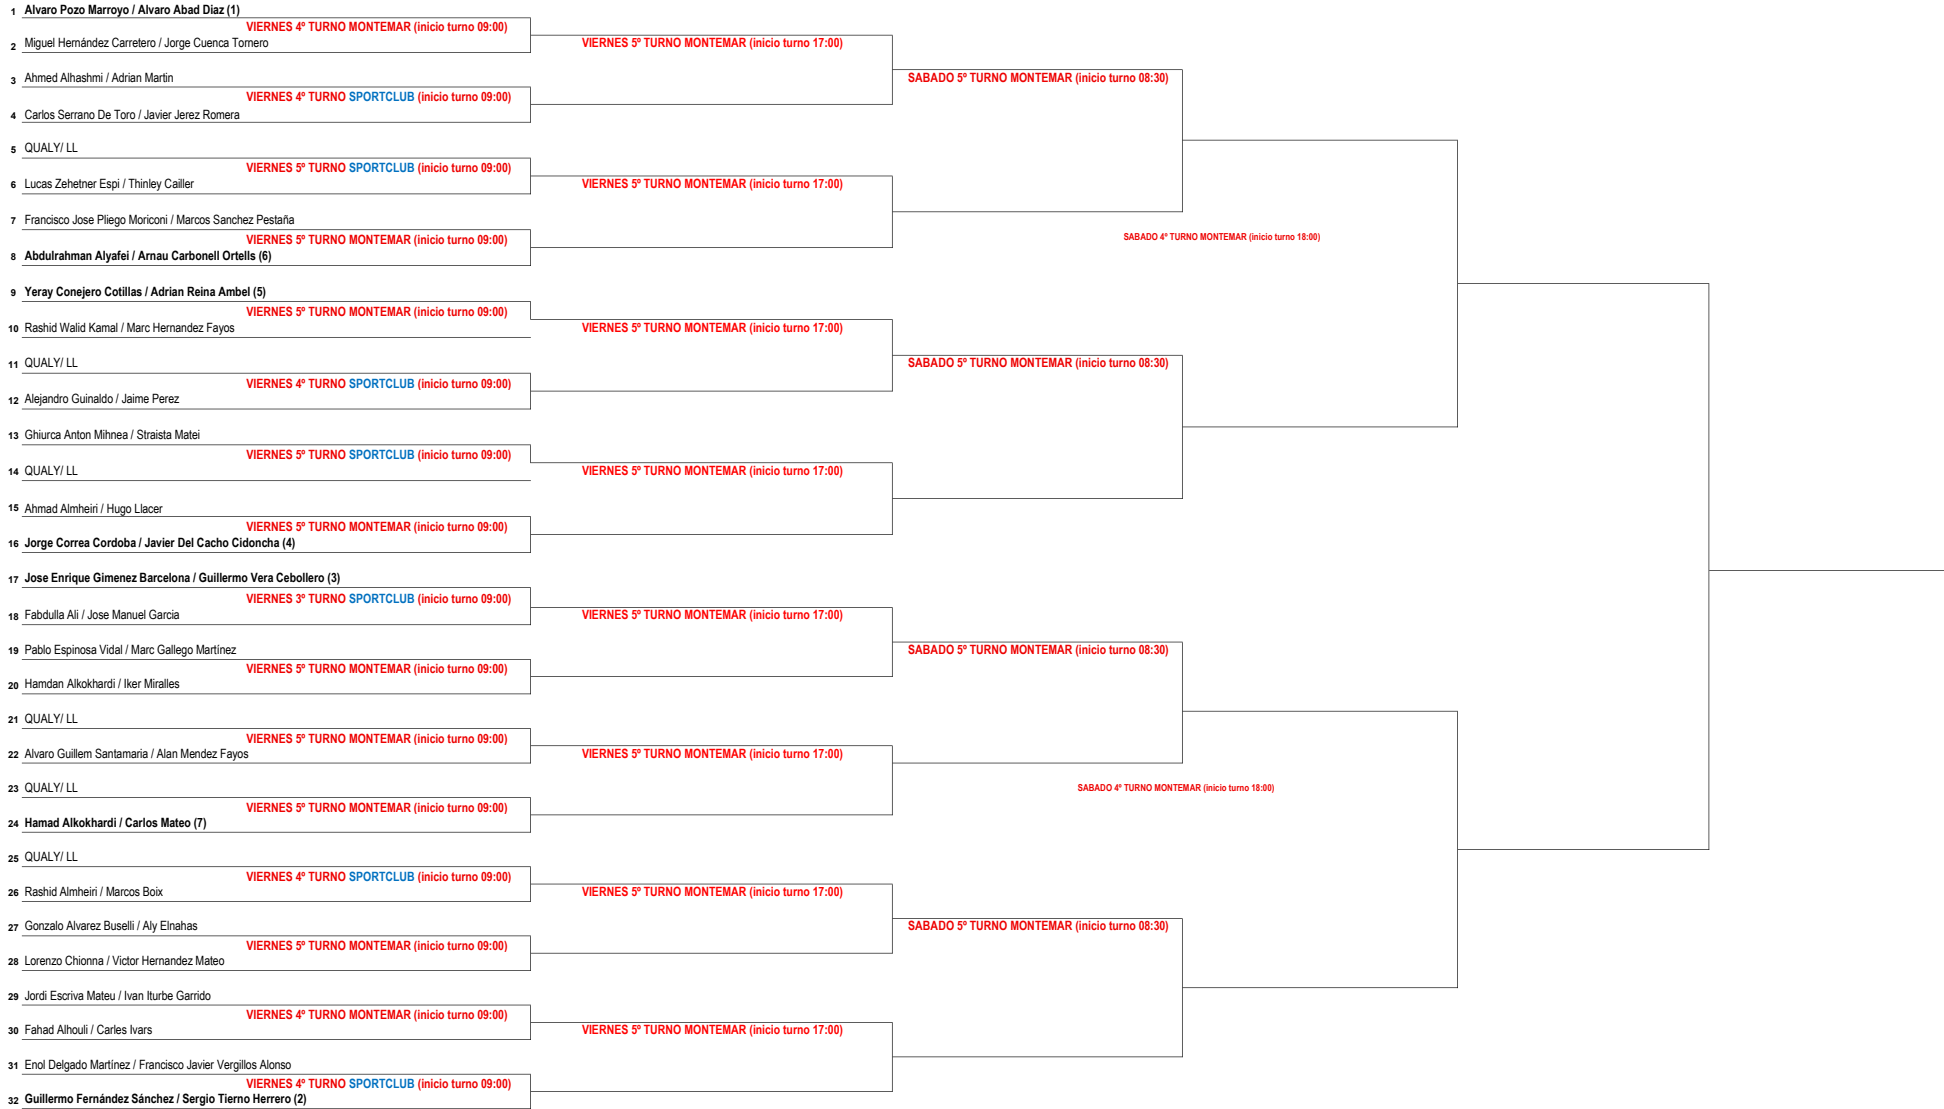 1 Alvaro Pozo Marroyo / Alvaro Abad Diaz (1)
VIERNES 4º TURNO MONTEMAR (inicio turno 09:00)
2 Miguel Hernández Carretero / Jorge Cuenca Tornero
VIERNES 5º TURNO MONTEMAR (inicio turno 17:00)
3 Ahmed Alhashmi / Adrian Martin
SABADO 5º TURNO MONTEMAR (inicio turno 08:30)
VIERNES 4º TURNO SPORTCLUB (inicio turno 09:00)
4 Carlos Serrano De Toro / Javier Jerez Romera
5 QUALY/ LL
VIERNES 5º TURNO SPORTCLUB (inicio turno 09:00)
6 Lucas Zehetner Espi / Thinley Cailler
VIERNES 5º TURNO MONTEMAR (inicio turno 17:00)
7 Francisco Jose Pliego Moriconi / Marcos Sanchez Pestaña
VIERNES 5º TURNO MONTEMAR (inicio turno 09:00)
SABADO 4º TURNO MONTEMAR (inicio turno 18:00)
8 Abdulrahman Alyafei / Arnau Carbonell Ortells (6)
9 Yeray Conejero Cotillas / Adrian Reina Ambel (5)
VIERNES 5º TURNO MONTEMAR (inicio turno 09:00)
10 Rashid Walid Kamal / Marc Hernandez Fayos
VIERNES 5º TURNO MONTEMAR (inicio turno 17:00)
11 QUALY/ LL
SABADO 5º TURNO MONTEMAR (inicio turno 08:30)
VIERNES 4º TURNO SPORTCLUB (inicio turno 09:00)
12 Alejandro Guinaldo / Jaime Perez
13 Ghiurca Anton Mihnea / Straista Matei
VIERNES 5º TURNO SPORTCLUB (inicio turno 09:00)
14 QUALY/ LL
VIERNES 5º TURNO MONTEMAR (inicio turno 17:00)
15 Ahmad Almheiri / Hugo Llacer
VIERNES 5º TURNO MONTEMAR (inicio turno 09:00)
16 Jorge Correa Cordoba / Javier Del Cacho Cidoncha (4)
17 Jose Enrique Gimenez Barcelona / Guillermo Vera Cebollero (3)
VIERNES 3º TURNO SPORTCLUB (inicio turno 09:00)
18 Fabdulla Ali / Jose Manuel Garcia
VIERNES 5º TURNO MONTEMAR (inicio turno 17:00)
19 Pablo Espinosa Vidal / Marc Gallego Martínez
SABADO 5º TURNO MONTEMAR (inicio turno 08:30)
VIERNES 5º TURNO MONTEMAR (inicio turno 09:00)
20 Hamdan Alkokhardi / Iker Miralles
21 QUALY/ LL
VIERNES 5º TURNO MONTEMAR (inicio turno 09:00)
22 Alvaro Guillem Santamaria / Alan Mendez Fayos
VIERNES 5º TURNO MONTEMAR (inicio turno 17:00)
23 QUALY/ LL
SABADO 4º TURNO MONTEMAR (inicio turno 18:00)
VIERNES 5º TURNO MONTEMAR (inicio turno 09:00)
24 Hamad Alkokhardi / Carlos Mateo (7)
25 QUALY/ LL
VIERNES 4º TURNO SPORTCLUB (inicio turno 09:00)
26 Rashid Almheiri / Marcos Boix
VIERNES 5º TURNO MONTEMAR (inicio turno 17:00)
27 Gonzalo Alvarez Buselli / Aly Elnahas
SABADO 5º TURNO MONTEMAR (inicio turno 08:30)
VIERNES 5º TURNO MONTEMAR (inicio turno 09:00)
28 Lorenzo Chionna / Victor Hernandez Mateo
29 Jordi Escriva Mateu / Ivan Iturbe Garrido
VIERNES 4º TURNO MONTEMAR (inicio turno 09:00)
30 Fahad Alhouli / Carles Ivars
VIERNES 5º TURNO MONTEMAR (inicio turno 17:00)
31 Enol Delgado Martínez / Francisco Javier Vergillos Alonso
VIERNES 4º TURNO SPORTCLUB (inicio turno 09:00)
32 Guillermo Fernández Sánchez / Sergio Tierno Herrero (2)